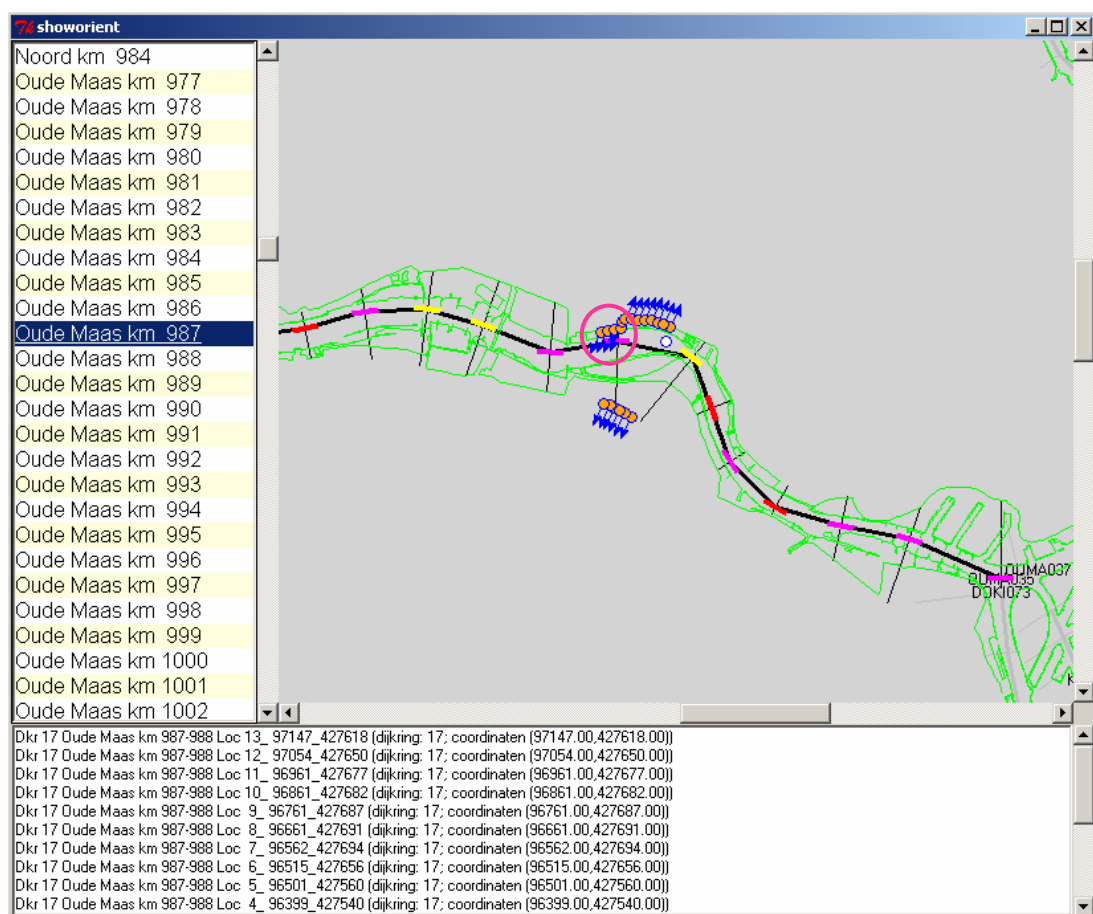 showorient
Noord km 984
Oude Maas km 977
Oude Maas km 978
Oude Maas km 979
Oude Maas km 980
Oude Maas km 981
Oude Maas km 982
Oude Maas km 983
Oude Maas km 984
Oude Maas km 985
Oude Maas km 986
Oude Maas km 987
Oude Maas km 988
Oude Maas km 989
Oude Maas km 990
Oude Maas km 991
Oude Maas km 992
Oude Maas km 993
Oude Maas km 994
Oude Maas km 995
Oude Maas km 996
Oude Maas km 997
Oude Maas km 998
Oude Maas km 999
Oude Maas km 1000
Oude Maas km 1001
Oude Maas km 1002
DOKI073
K
Dkr 17 Oude Maas km 987-988 Loc 13_ 97147_427618 (dijkring: 17; coordinaten (97147.00,427618.00))
Dkr 17 Oude Maas km 987-988 Loc 12_ 97054_427650 (dijkring: 17; coordinaten (97054.00,427650.00))
Dkr 17 Oude Maas km 987-988 Loc 11_ 96961_427677 (dijkring: 17; coordinaten (96961.00,427677.00))
Dkr 17 Oude Maas km 987-988 Loc 10_ 96861_427682 (dijkring: 17; coordinaten (96861.00,427682.00))
Dkr 17 Oude Maas km 987-988 Loc 9_ 96761_427687 (dijkring: 17; coordinaten (96761.00,427687.00))
Dkr 17 Oude Maas km 987-988 Loc 8_ 96661_427691 (dijkring: 17; coordinaten (96661.00,427691.00))
Dkr 17 Oude Maas km 987-988 Loc 7_ 96562_427694 (dijkring: 17; coordinaten (96562.00,427694.00))
Dkr 17 Oude Maas km 987-988 Loc 6_ 96515_427656 (dijkring: 17; coordinaten (96515.00,427656.00))
Dkr 17 Oude Maas km 987-988 Loc 5_ 96501_427560 (dijkring: 17; coordinaten (96501.00,427560.00))
Dkr 17 Oude Maas km 987-988 Loc 4_ 96399_427540 (dijkring: 17; coordinaten (96399.00,427540.00))